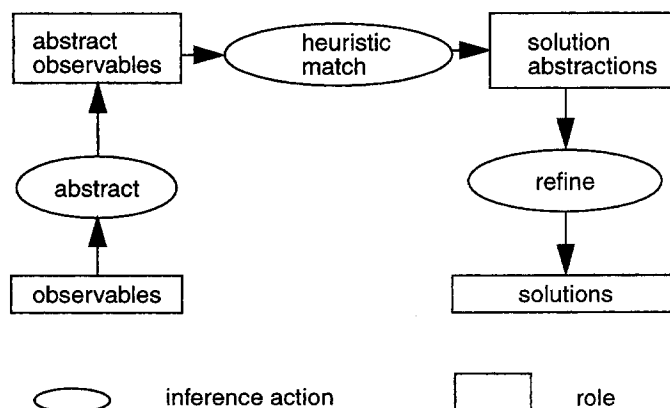 abstract
observables
heuristic
match
solution
abstractions
abstract
refine
observables
solutions
inference action
role